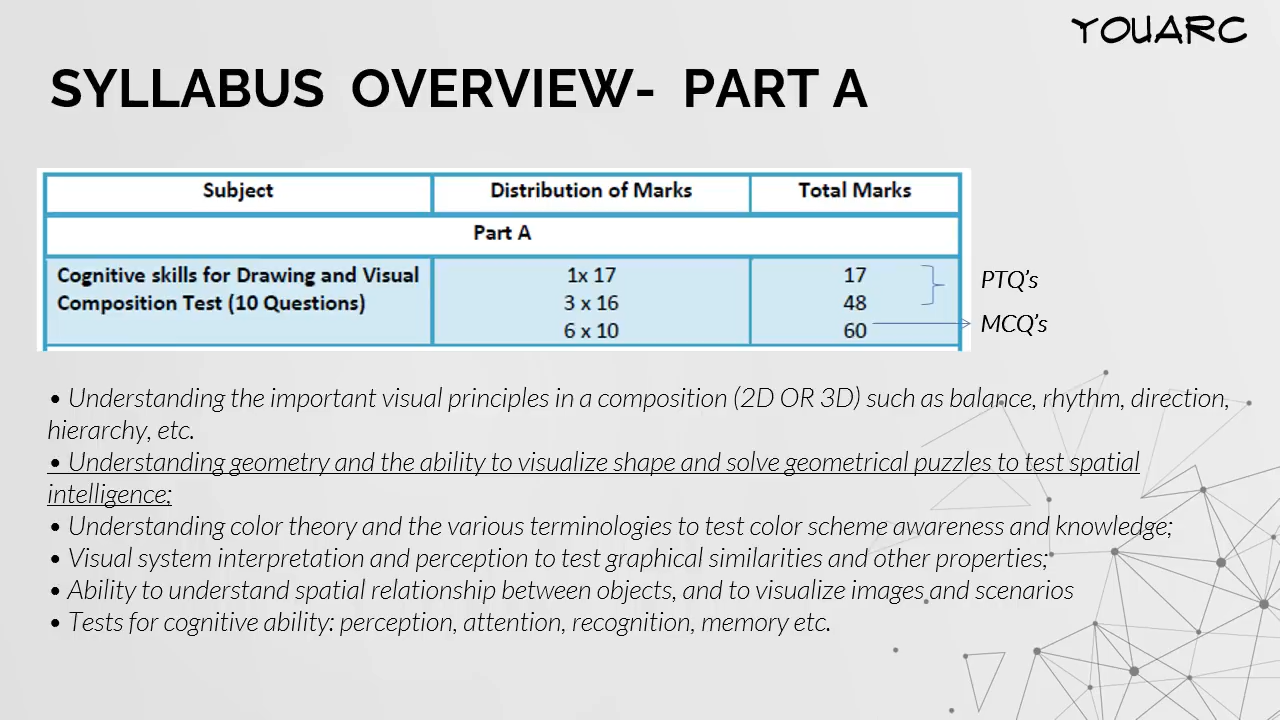 YOUARC
SYLLABUS OVERVIEW- PART A
Subject Distribution of Marks Total Marks
Part A
Cognitive skills for Drawing and Visual 1x 17 17
PTQ's
Composition Test (10 Questions) 3 x 16 48
6 x 10 60 MCQ's
• Understanding the important visual principles in a composition (2D OR 3D) such as balance, rhythm, direction,
hierarchy, etc.
• Understanding geometry and the ability to visualize shape and solve geometrical puzzles to test spatial
intelligence;
• Understanding color theory and the various terminologies to test color scheme awareness and knowledge;
• Visual system interpretation and perception to test graphical similarities and other properties;
• Ability to understand spatial relationship between objects, and to visualize images and scenarios
• Tests for cognitive ability: perception, attention, recognition, memory etc.